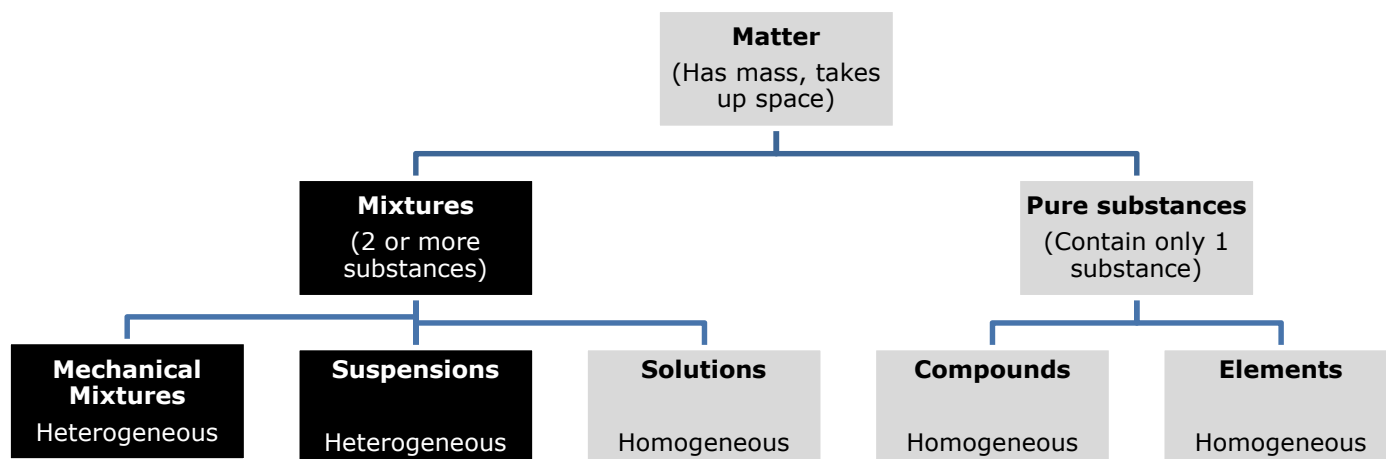 Matter
(Has mass, takes
up space)
Mixtures
(2 or more
substances)
Pure substances
(Contain only 1
substance)
Mechanical
Mixtures
Heterogeneous
Suspensions
Heterogeneous
Solutions
Homogeneous
Compounds
Homogeneous
Elements
Homogeneous